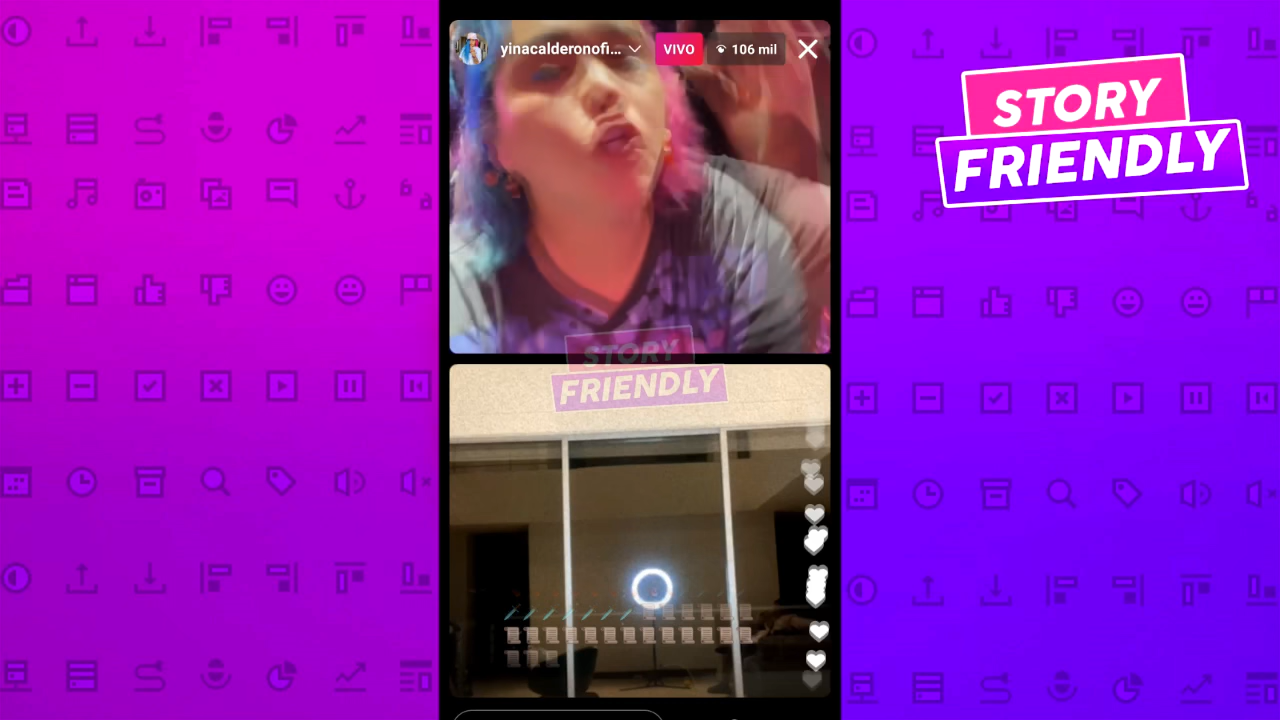 yinacalderonofi...
VIVO
106 mil
STORY
FRIENDLY
STORY
FRIENDLY